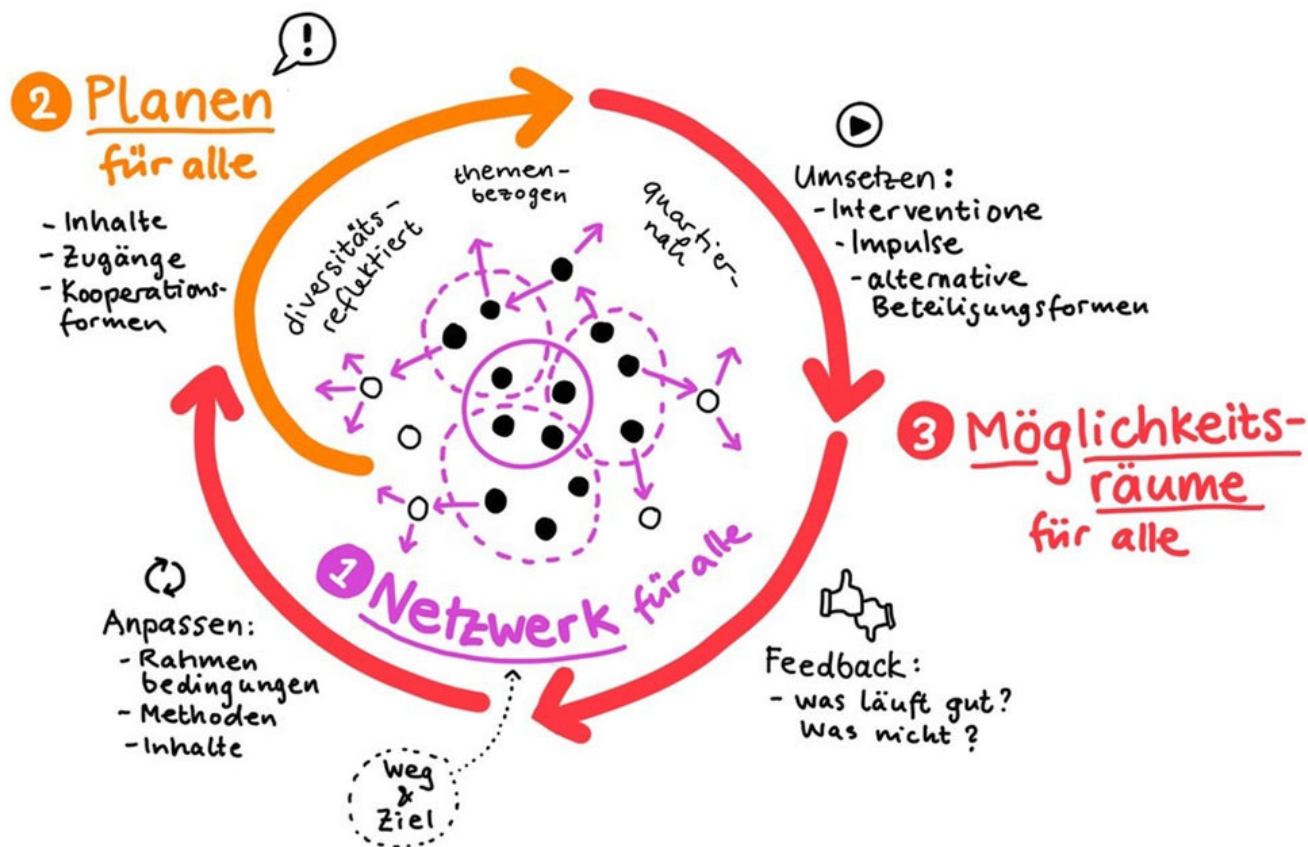 !
2 Planen
für alle
- Inhalte
- Zugänge
- Kooperations-
formen
diversitäts-
reflektiert
themen-
bezogen
quartier-
nah
Umsetzen:
- Interventione
- Impulse
- alternative
Beteiligungsformen
3 Möglichkeits-
räume
für alle
1 Netzwerk für alle
Feedback:
- was läuft gut?
Was nicht?
Anpassen:
- Rahmen
bedingungen
- Methoden
- Inhalte
Weg
&
Ziel